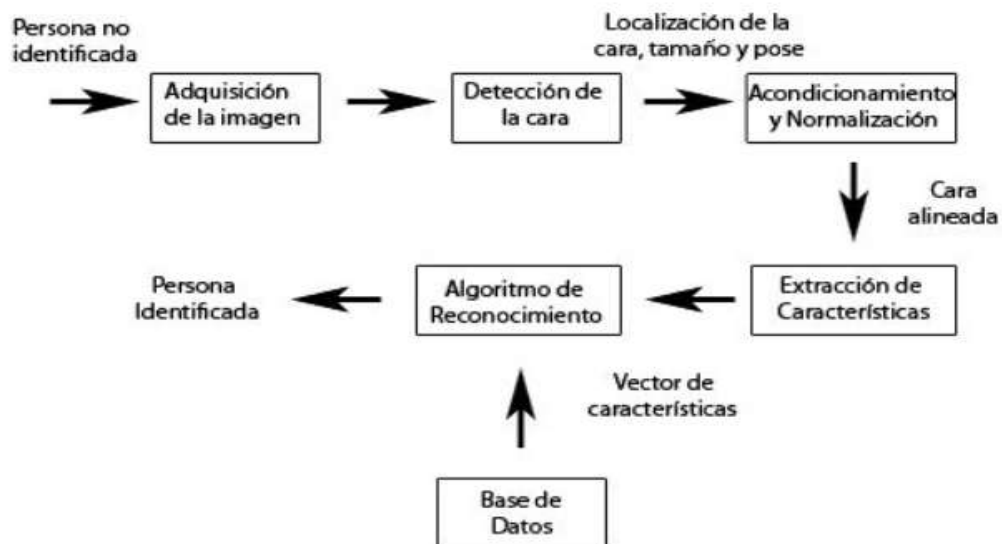 Persona no
identificada
Adquisición
de la imagen
Detección de
la cara
Localización de la
cara, tamaño y pose
Acondicionamiento
y Normalización
Cara
alineada
Extracción de
Características
Algoritmo de
Reconocimiento
Persona
Identificada
Vector de
características
Base de
Datos